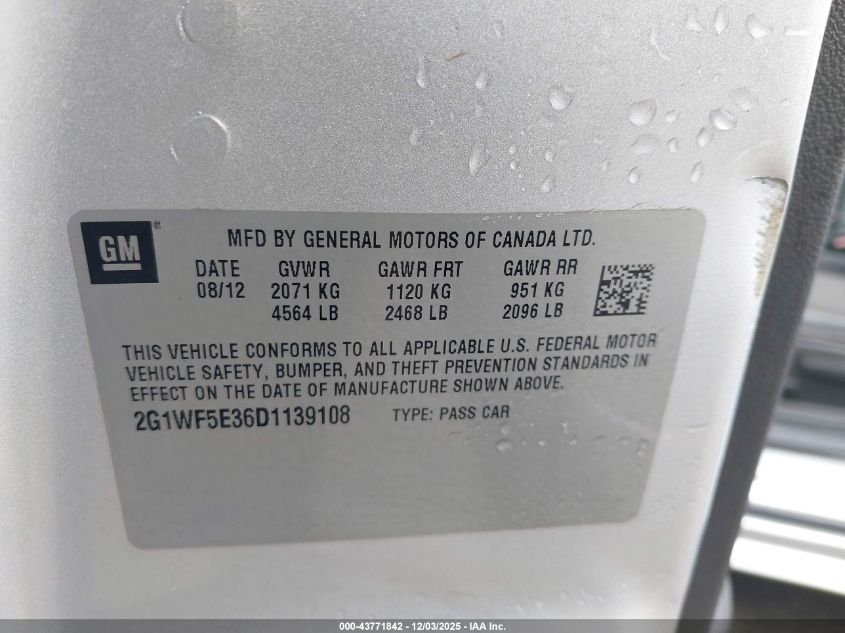 GM ®
MFD BY GENERAL MOTORS OF CANADA LTD.
DATE GVWR GAWR FRT GAWR RR
08/12 2071 KG 1120 KG 951 KG
4564 LB 2468 LB 2096 LB
THIS VEHICLE CONFORMS TO ALL APPLICABLE U.S. FEDERAL MOTOR
VEHICLE SAFETY, BUMPER, AND THEFT PREVENTION STANDARDS IN
EFFECT ON THE DATE OF MANUFACTURE SHOWN ABOVE.
2G1WF5E36D1139108 TYPE: PASS CAR
000-43771842 - 12/03/2025 - IAA Inc.